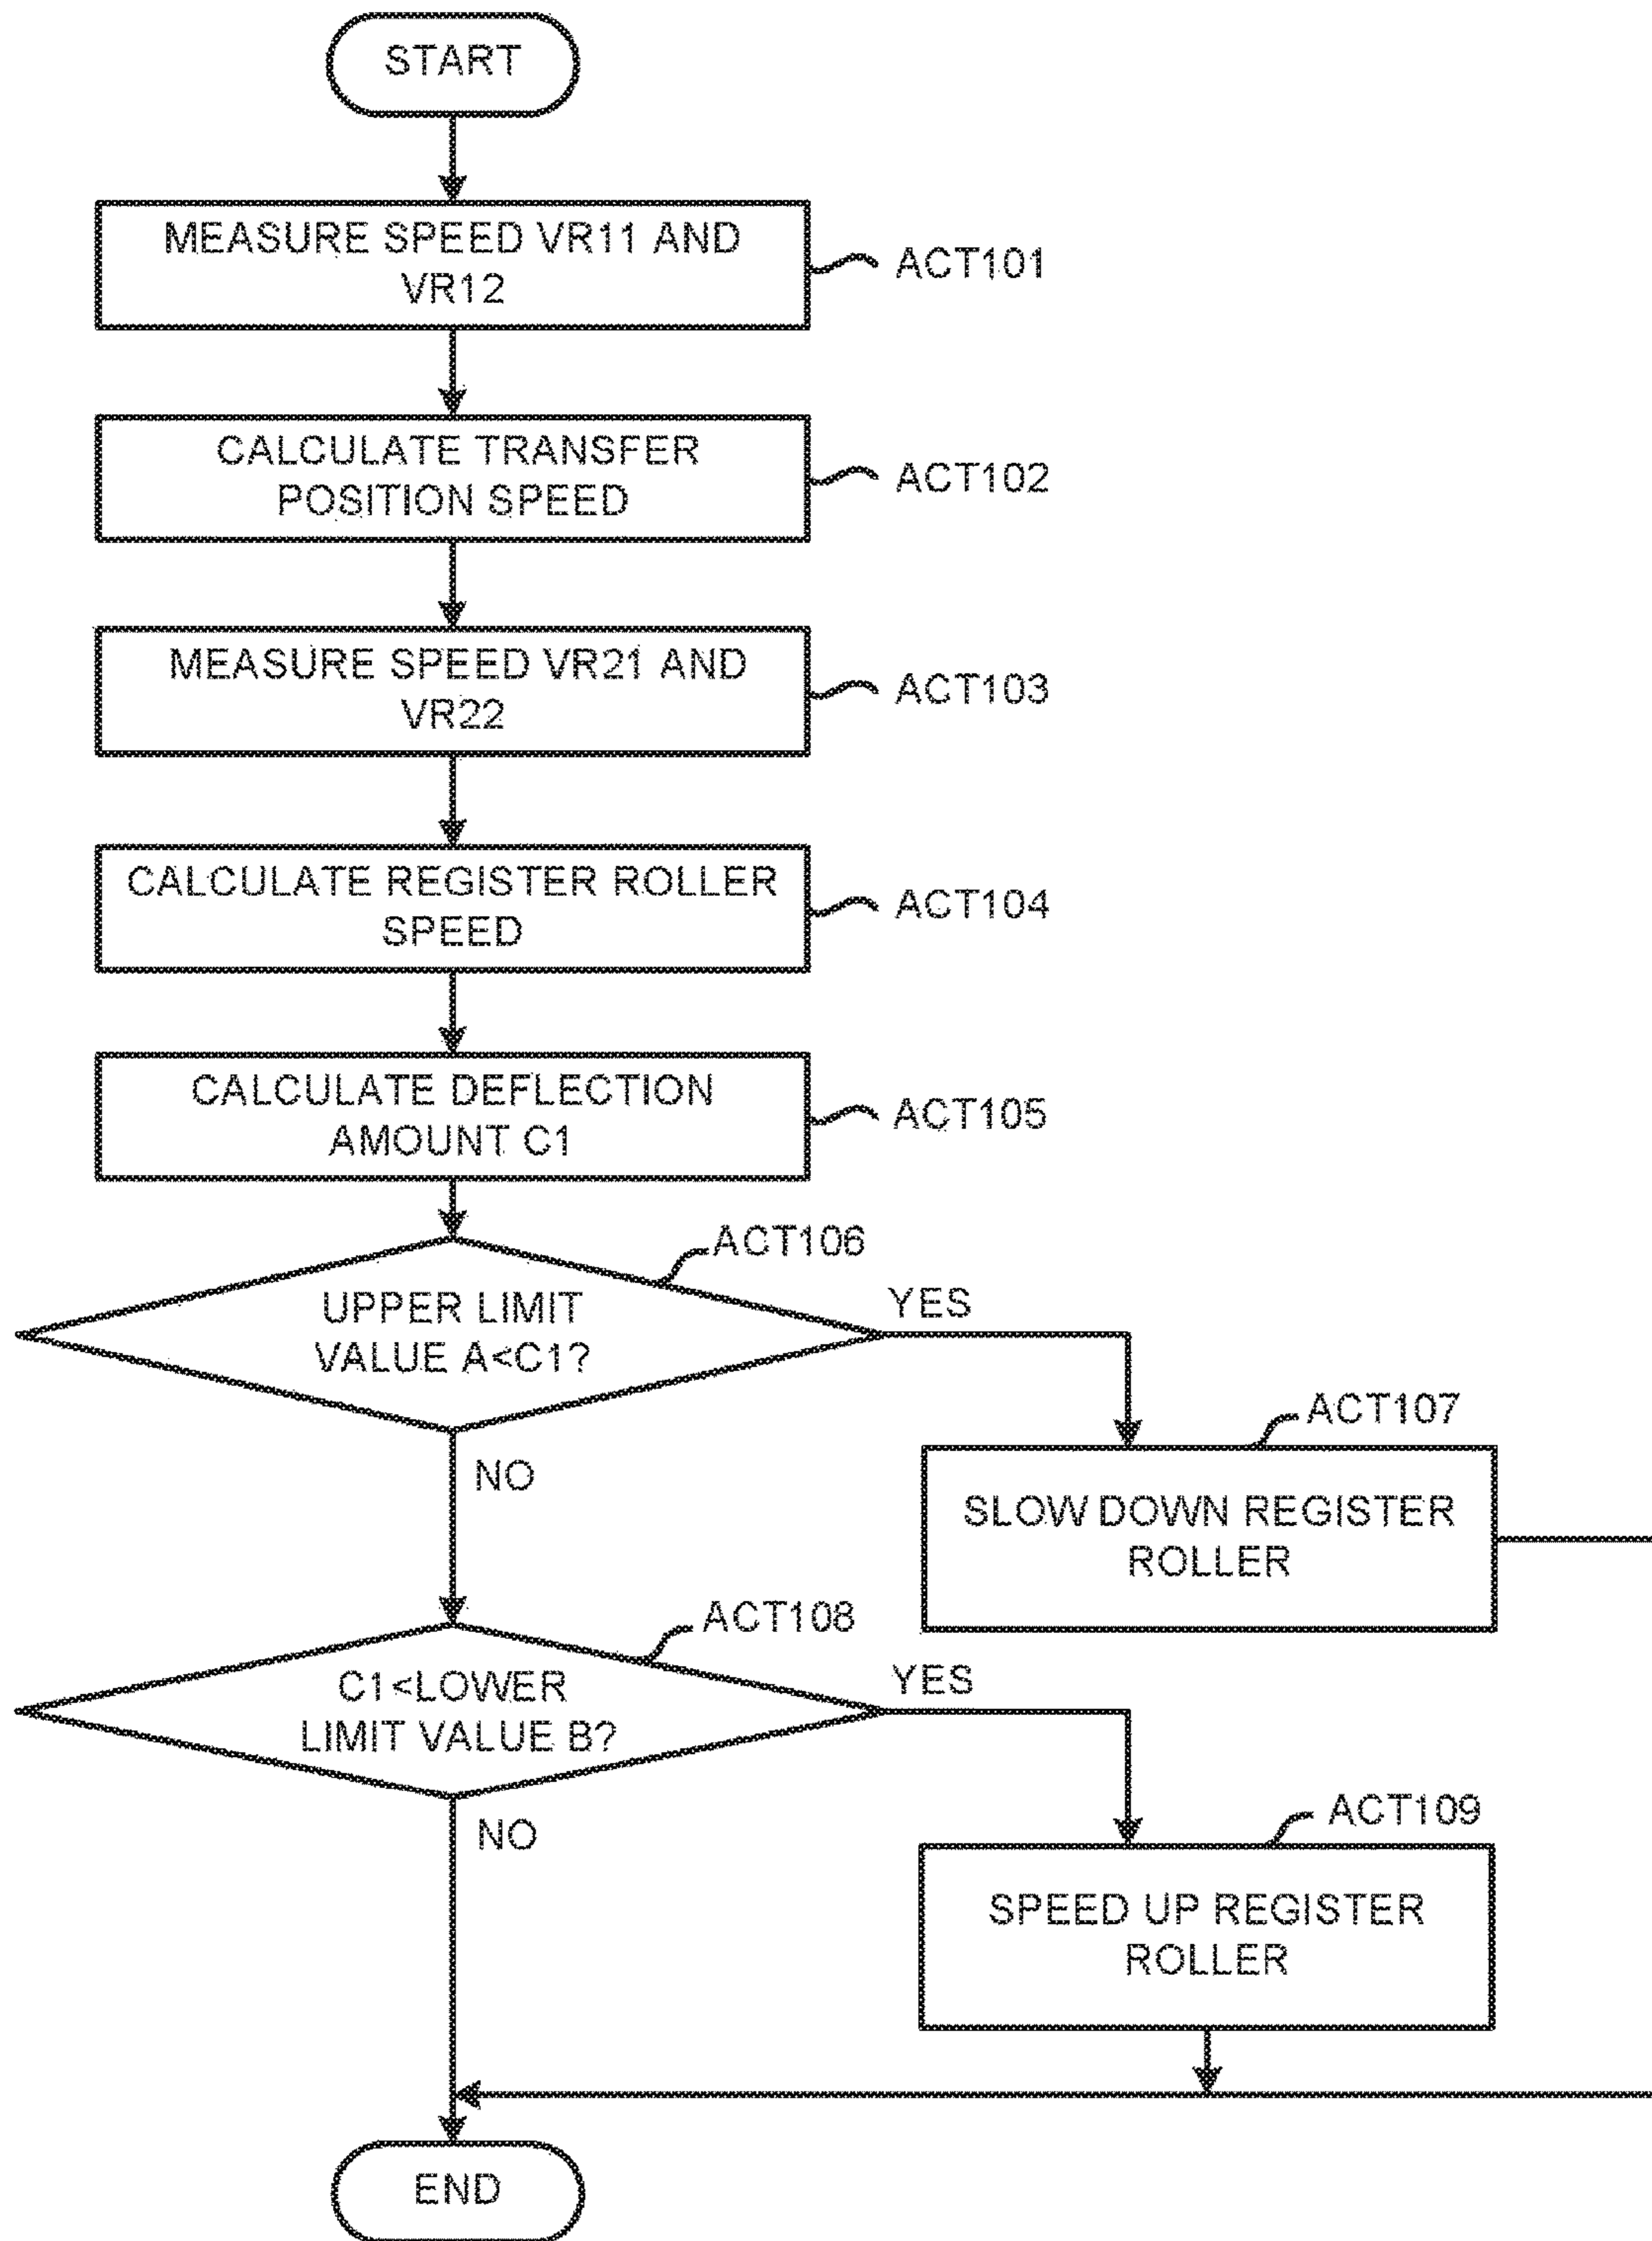 START
MEASURE SPEED VR11 AND
VR12
ACT101
CALCULATE TRANSFER
POSITION SPEED
ACT102
MEASURE SPEED VR21 AND
VR22
ACT103
CALCULATE REGISTER ROLLER
SPEED
ACT104
CALCULATE DEFLECTION
AMOUNT C1
ACT105
ACT106
UPPER LIMIT
VALUE A<C1?
YES
NO
ACT107
SLOW DOWN REGISTER
ROLLER
ACT108
C1<LOWER
LIMIT VALUE B?
YES
NO
ACT109
SPEED UP REGISTER
ROLLER
END